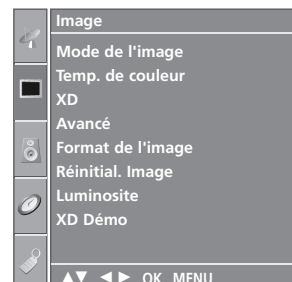 Image
Mode de l'image
Temp. de couleur
XD
Avancé
Format de l'image
Réinitial. Image
Luminosite
XD Démo
▲▼ ◄► OK MENU